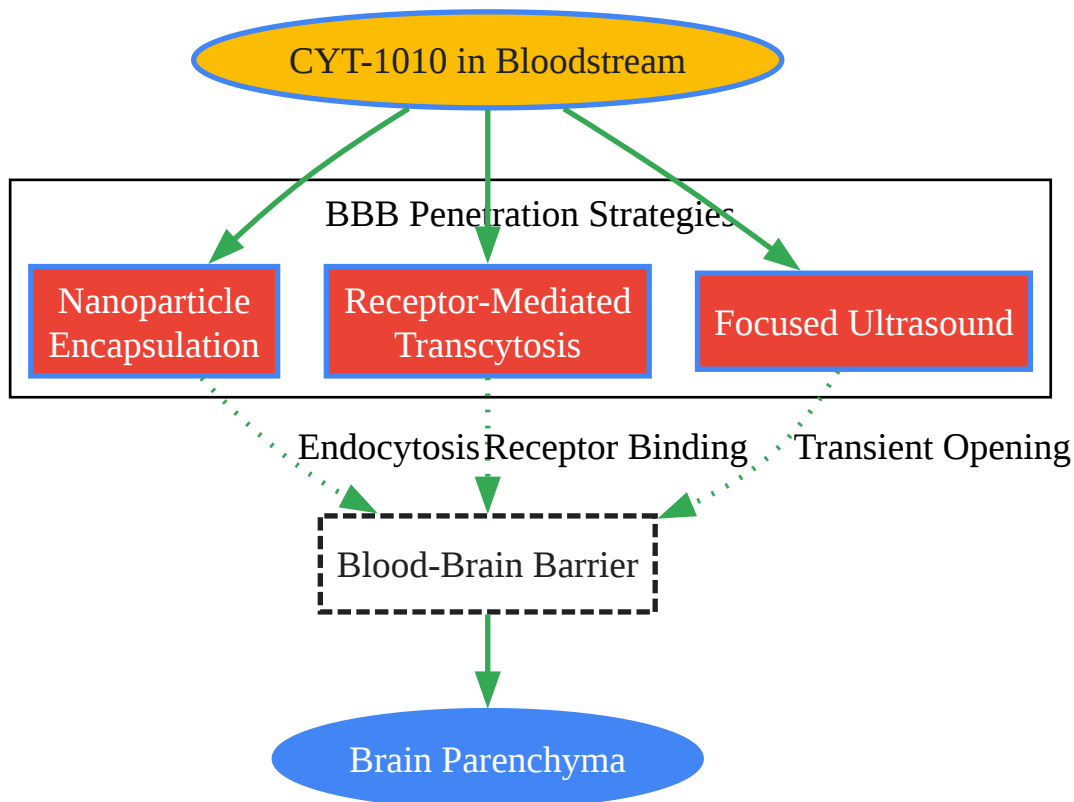 CYT-1010 in Bloodstream
BBB Penetration Strategies
Nanoparticle
Encapsulation
Receptor-Mediated
Transcytosis
Focused Ultrasound
Endocytosis
Receptor Binding
Transient Opening
Blood-Brain Barrier
Brain Parenchyma